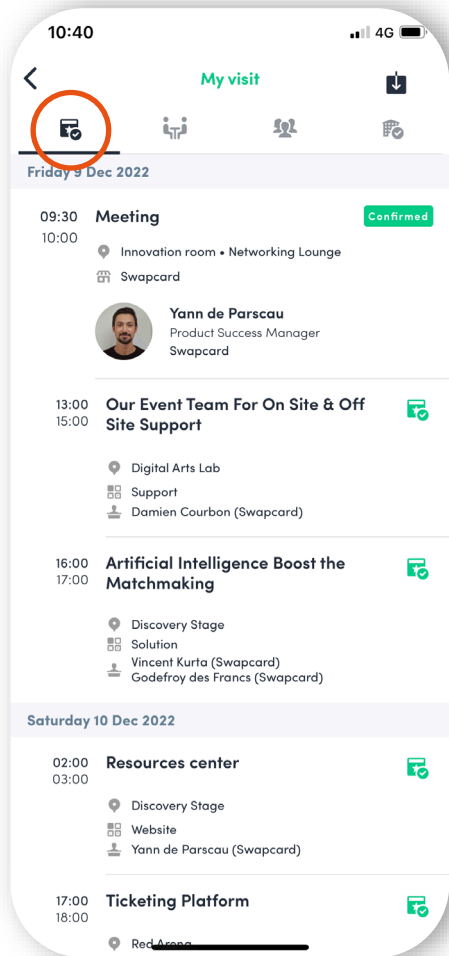 10:40
4G
My visit
Friday 9 Dec 2022
09:30 Meeting Confirmed
10:00
Innovation room • Networking Lounge
Swapcard
Yann de Parscau
Product Success Manager
Swapcard
13:00 Our Event Team For On Site & Off
15:00 Site Support
Digital Arts Lab
Support
Damien Courbon (Swapcard)
16:00 Artificial Intelligence Boost the
17:00 Matchmaking
Discovery Stage
Solution
Vincent Kurta (Swapcard)
Godefroy des Francs (Swapcard)
Saturday 10 Dec 2022
02:00 Resources center
03:00
Discovery Stage
Website
Yann de Parscau (Swapcard)
17:00 Ticketing Platform
18:00
Red Arena